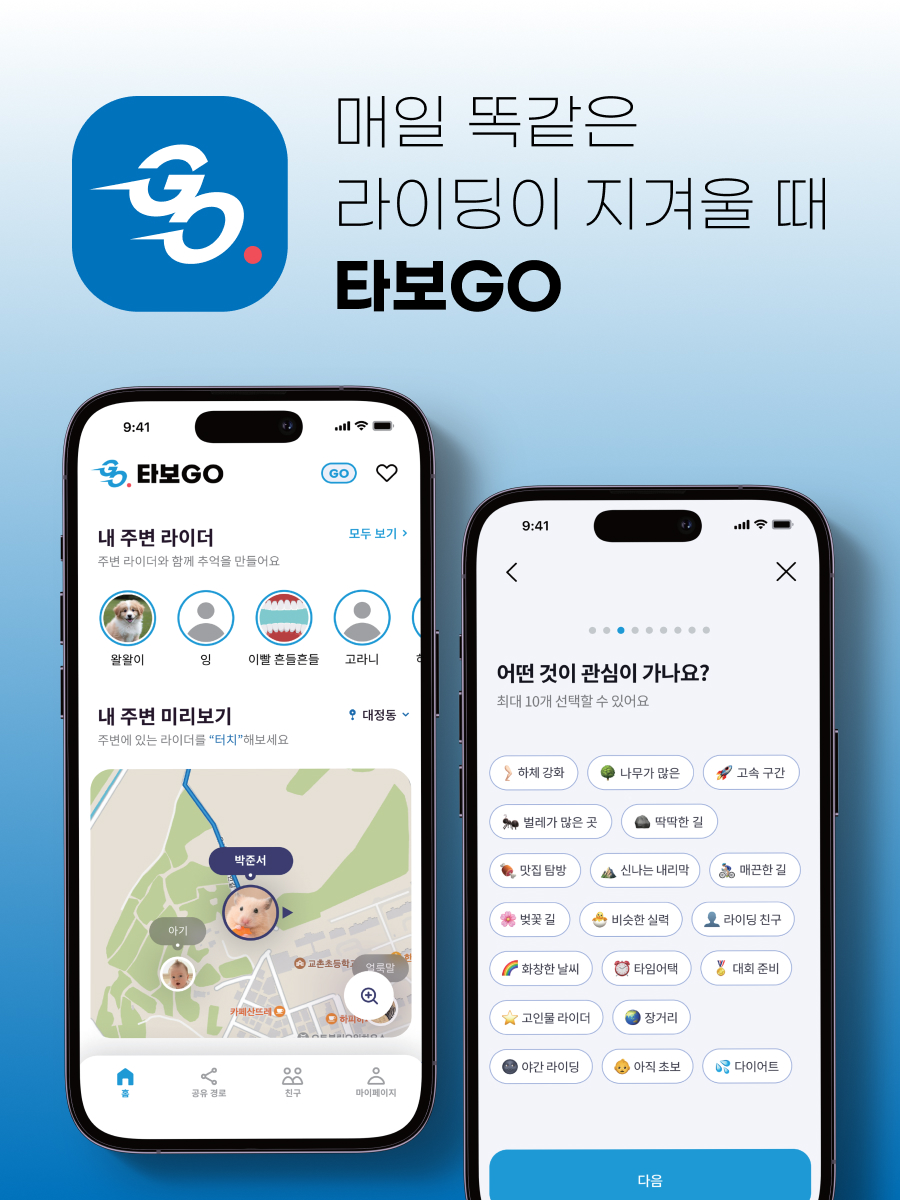 GO.
매일 똑같은
라이딩이 지겨울 때
타보GO
9:41
GO. 타보GO
GO
내 주변 라이더
모두 보기 >
주변 라이더와 함께 추억을 만들어요
왈왈이
잉
이빨 흔들흔들
고라니
내 주변 미리보기
대정동
주변에 있는 라이더를 “터치”해보세요
박준서
아기
교촌초등학교
얼룩말
카페산뜨레
하피
홈
공유 경로
친구
마이페이지
9:41
어떤 것이 관심이 가나요?
최대 10개 선택할 수 있어요
하체 강화
나무가 많은
고속 구간
벌레가 많은 곳
딱딱한 길
맛집 탐방
신나는 내리막
매끈한 길
벚꽃 길
비슷한 실력
라이딩 친구
화창한 날씨
타임어택
대회 준비
고인물 라이더
장거리
야간 라이딩
아직 초보
다이어트
다음